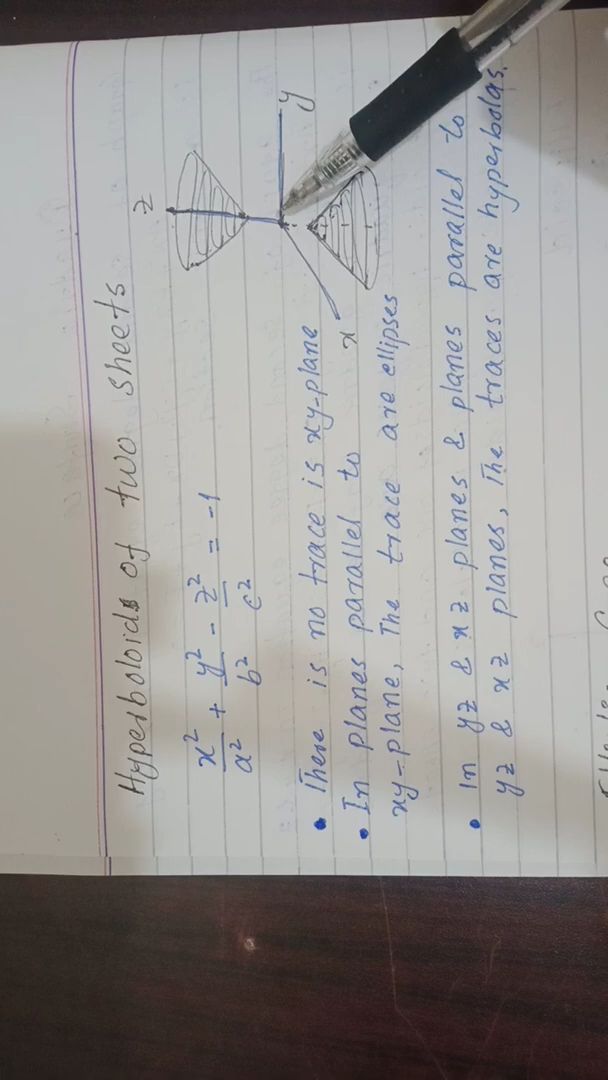 Hyperboloids of two sheets
x²/a² + y²/b² - z²/c² = -1
z
y
x
• There is no trace is xy-plane
• In planes parallel to
xy-plane, The trace are ellipses
• In yz & xz planes & planes parallel to
yz & xz planes, The traces are hyperbolas.